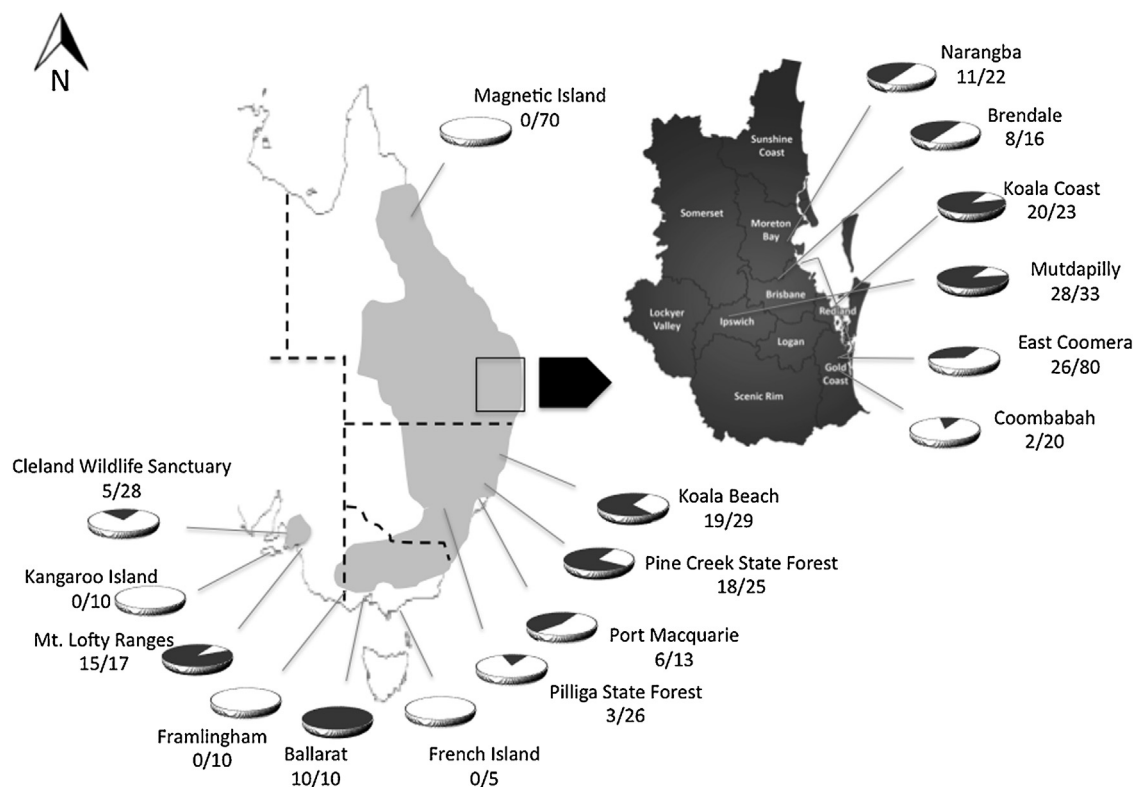 N
Magnetic Island
0/70
Narangba
11/22
Brendale
8/16
Koala Coast
20/23
Mutdapilly
28/33
East Coomera
26/80
Coombabah
2/20
Sunshine
Coast
Somerset
Moreton
Bay
Brisbane
Redland
Lockyer
Valley
Ipswich
Logan
Gold
Coast
Scenic Rim
Cleland Wildlife Sanctuary
5/28
Kangaroo Island
0/10
Mt. Lofty Ranges
15/17
Framlingham
0/10
Ballarat
10/10
French Island
0/5
Koala Beach
19/29
Pine Creek State Forest
18/25
Port Macquarie
6/13
Pilliga State Forest
3/26